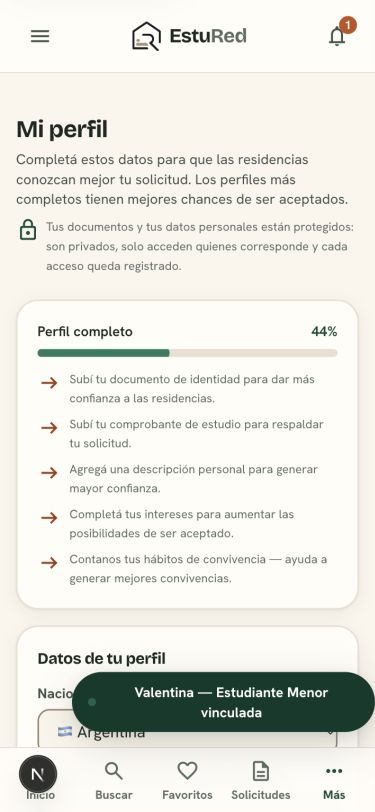 EstuRed
1
Mi perfil
Completá estos datos para que las residencias
conozcan mejor tu solicitud. Los perfiles más
completos tienen mejores chances de ser aceptados.
Tus documentos y tus datos personales están protegidos:
son privados, solo acceden quienes corresponde y cada
acceso queda registrado.
Perfil completo 44%
Subí tu documento de identidad para dar más
confianza a las residencias.
Subí tu comprobante de estudio para respaldar
tu solicitud.
Agregá una descripción personal para generar
mayor confianza.
Completá tus intereses para aumentar las
posibilidades de ser aceptado.
Contanos tus hábitos de convivencia — ayuda a
generar mejores convivencias.
Datos de tu perfil
Nacio
Valentina — Estudiante Menor
vinculada
Argentina
N
Inicio Buscar Favoritos Solicitudes Más